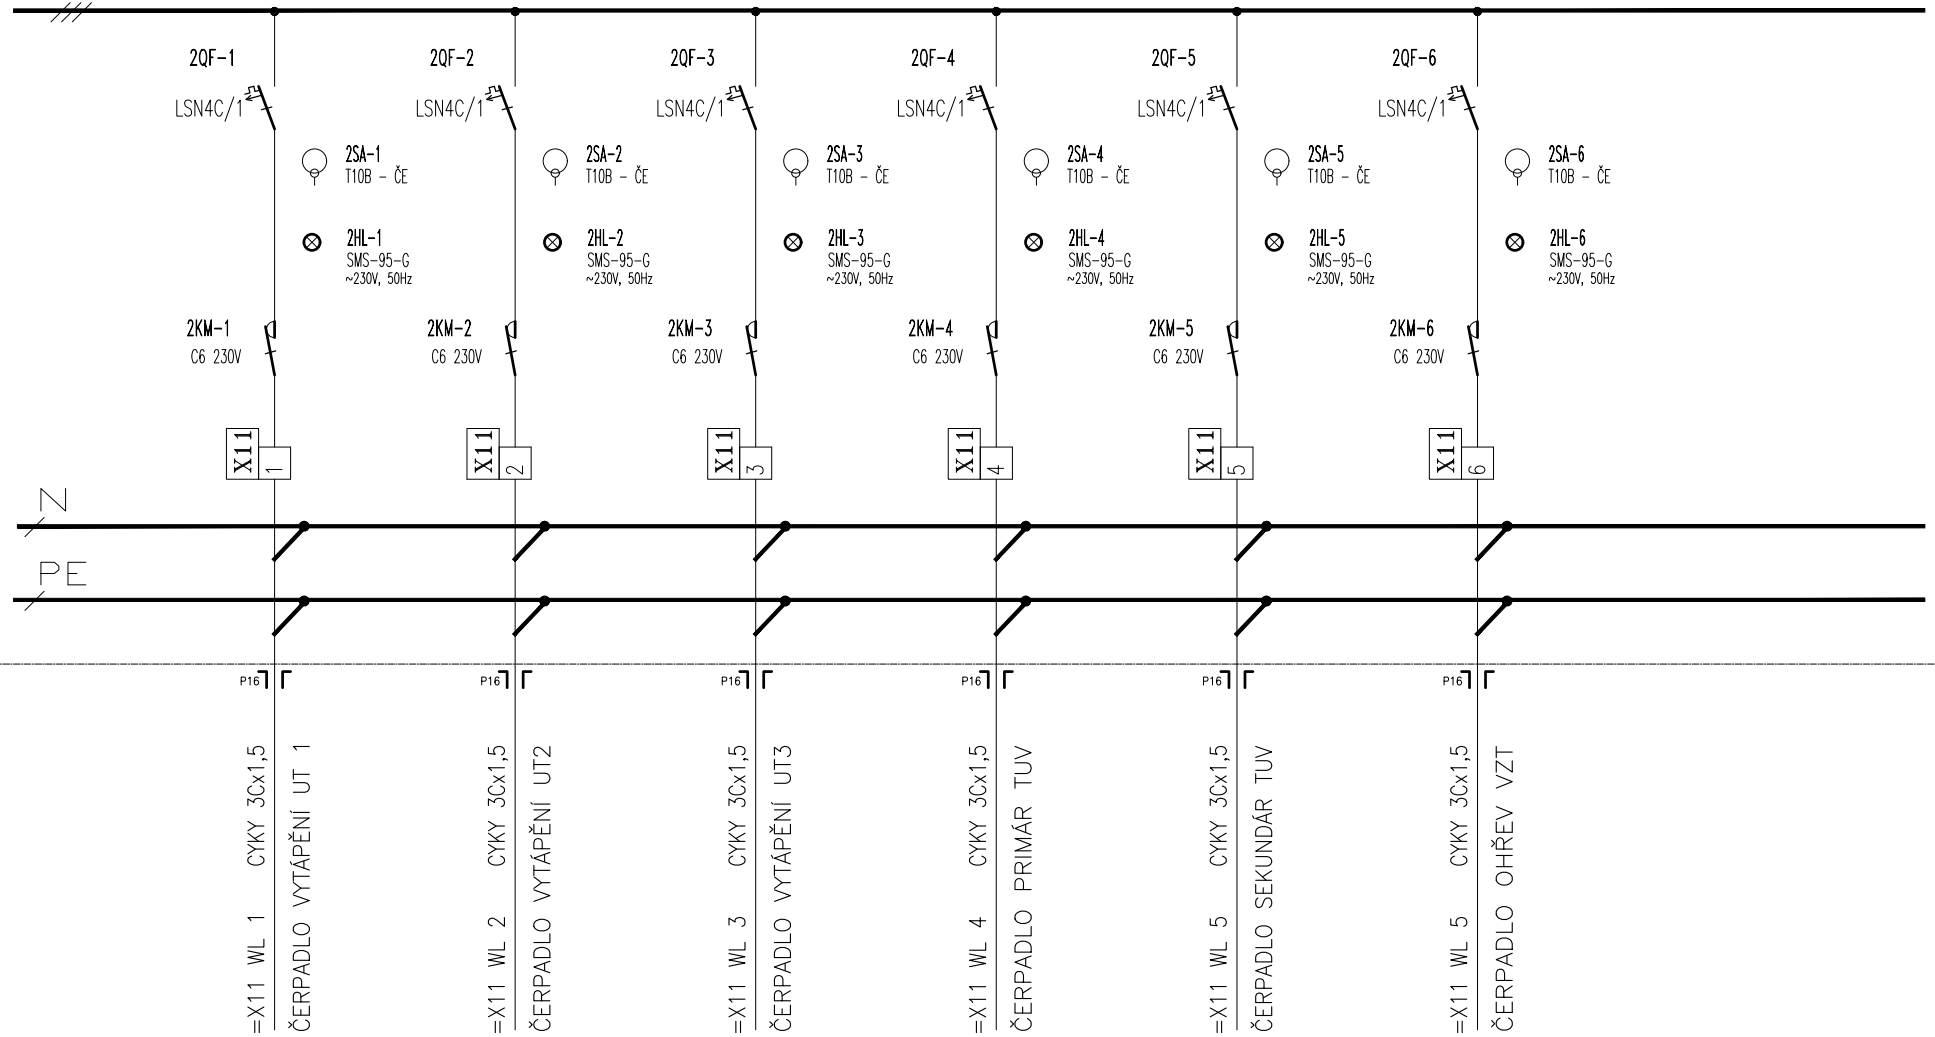 2QF-1
LSN4C/1
2SA-1
T10B - ČE
2HL-1
SMS-95-G
~230V, 50Hz
2KM-1
C6 230V
X11
1
2QF-2
LSN4C/1
2SA-2
T10B - ČE
2HL-2
SMS-95-G
~230V, 50Hz
2KM-2
C6 230V
X11
2
2QF-3
LSN4C/1
2SA-3
T10B - ČE
2HL-3
SMS-95-G
~230V, 50Hz
2KM-3
C6 230V
X11
3
2QF-4
LSN4C/1
2SA-4
T10B - ČE
2HL-4
SMS-95-G
~230V, 50Hz
2KM-4
C6 230V
X11
4
2QF-5
LSN4C/1
2SA-5
T10B - ČE
2HL-5
SMS-95-G
~230V, 50Hz
2KM-5
C6 230V
X11
5
2QF-6
LSN4C/1
2SA-6
T10B - ČE
2HL-6
SMS-95-G
~230V, 50Hz
2KM-6
C6 230V
X11
6
N
PE
P16
=X11 WL 1 CYKY 3Cx1,5
ČERPADLO VYTÁPĚNÍ UT 1
P16
=X11 WL 2 CYKY 3Cx1,5
ČERPADLO VYTÁPĚNÍ UT2
P16
=X11 WL 3 CYKY 3Cx1,5
ČERPADLO VYTÁPĚNÍ UT3
P16
=X11 WL 4 CYKY 3Cx1,5
ČERPADLO PRIMÁR TUV
P16
=X11 WL 5 CYKY 3Cx1,5
ČERPADLO SEKUNDÁR TUV
P16
=X11 WL 5 CYKY 3Cx1,5
ČERPADLO OHŘEV VZT